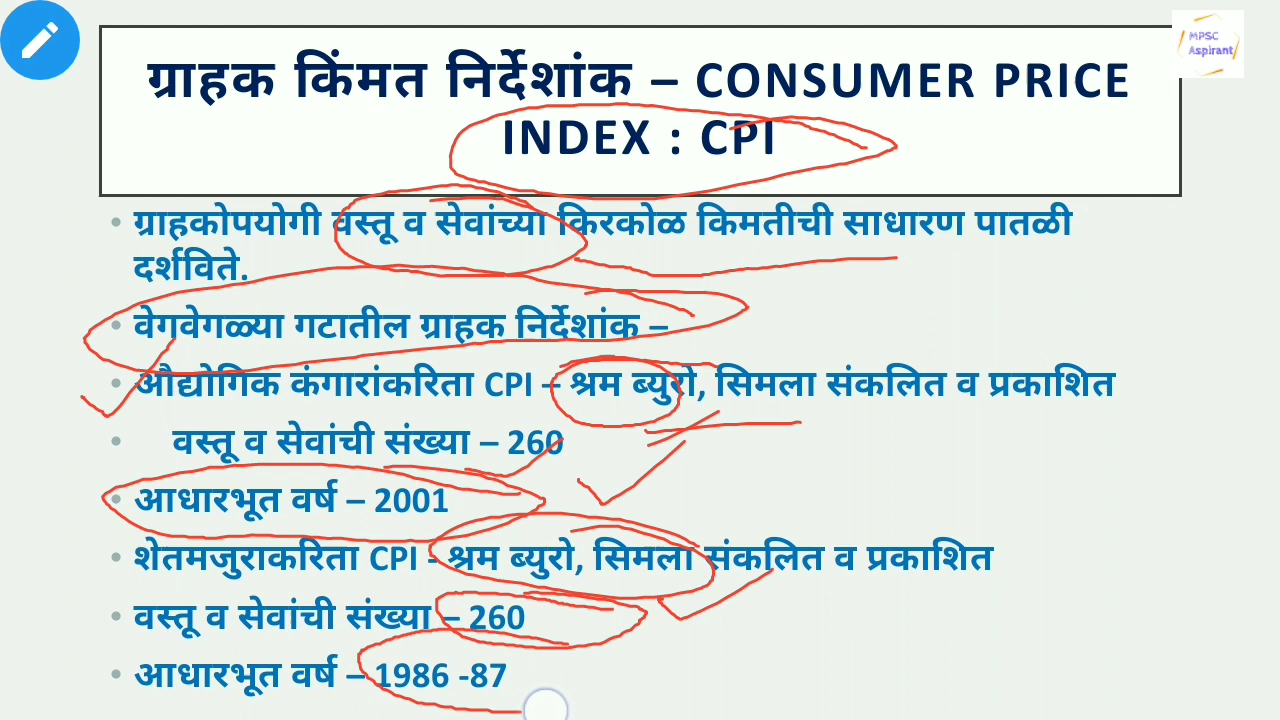 MPSC
Aspirant
ग्राहक किंमत निर्देशांक – CONSUMER PRICE
INDEX : CPI
• ग्राहकोपयोगी वस्तू व सेवांच्या किरकोळ किमतीची साधारण पातळी
दर्शविते.
• वेगवेगळ्या गटातील ग्राहक निर्देशांक –
• औद्योगिक कंगारांकरिता CPI – श्रम ब्युरो, सिमला संकलित व प्रकाशित
• वस्तू व सेवांची संख्या – 260
• आधारभूत वर्ष – 2001
• शेतमजुराकरिता CPI - श्रम ब्युरो, सिमला संकलित व प्रकाशित
• वस्तू व सेवांची संख्या – 260
• आधारभूत वर्ष – 1986 -87